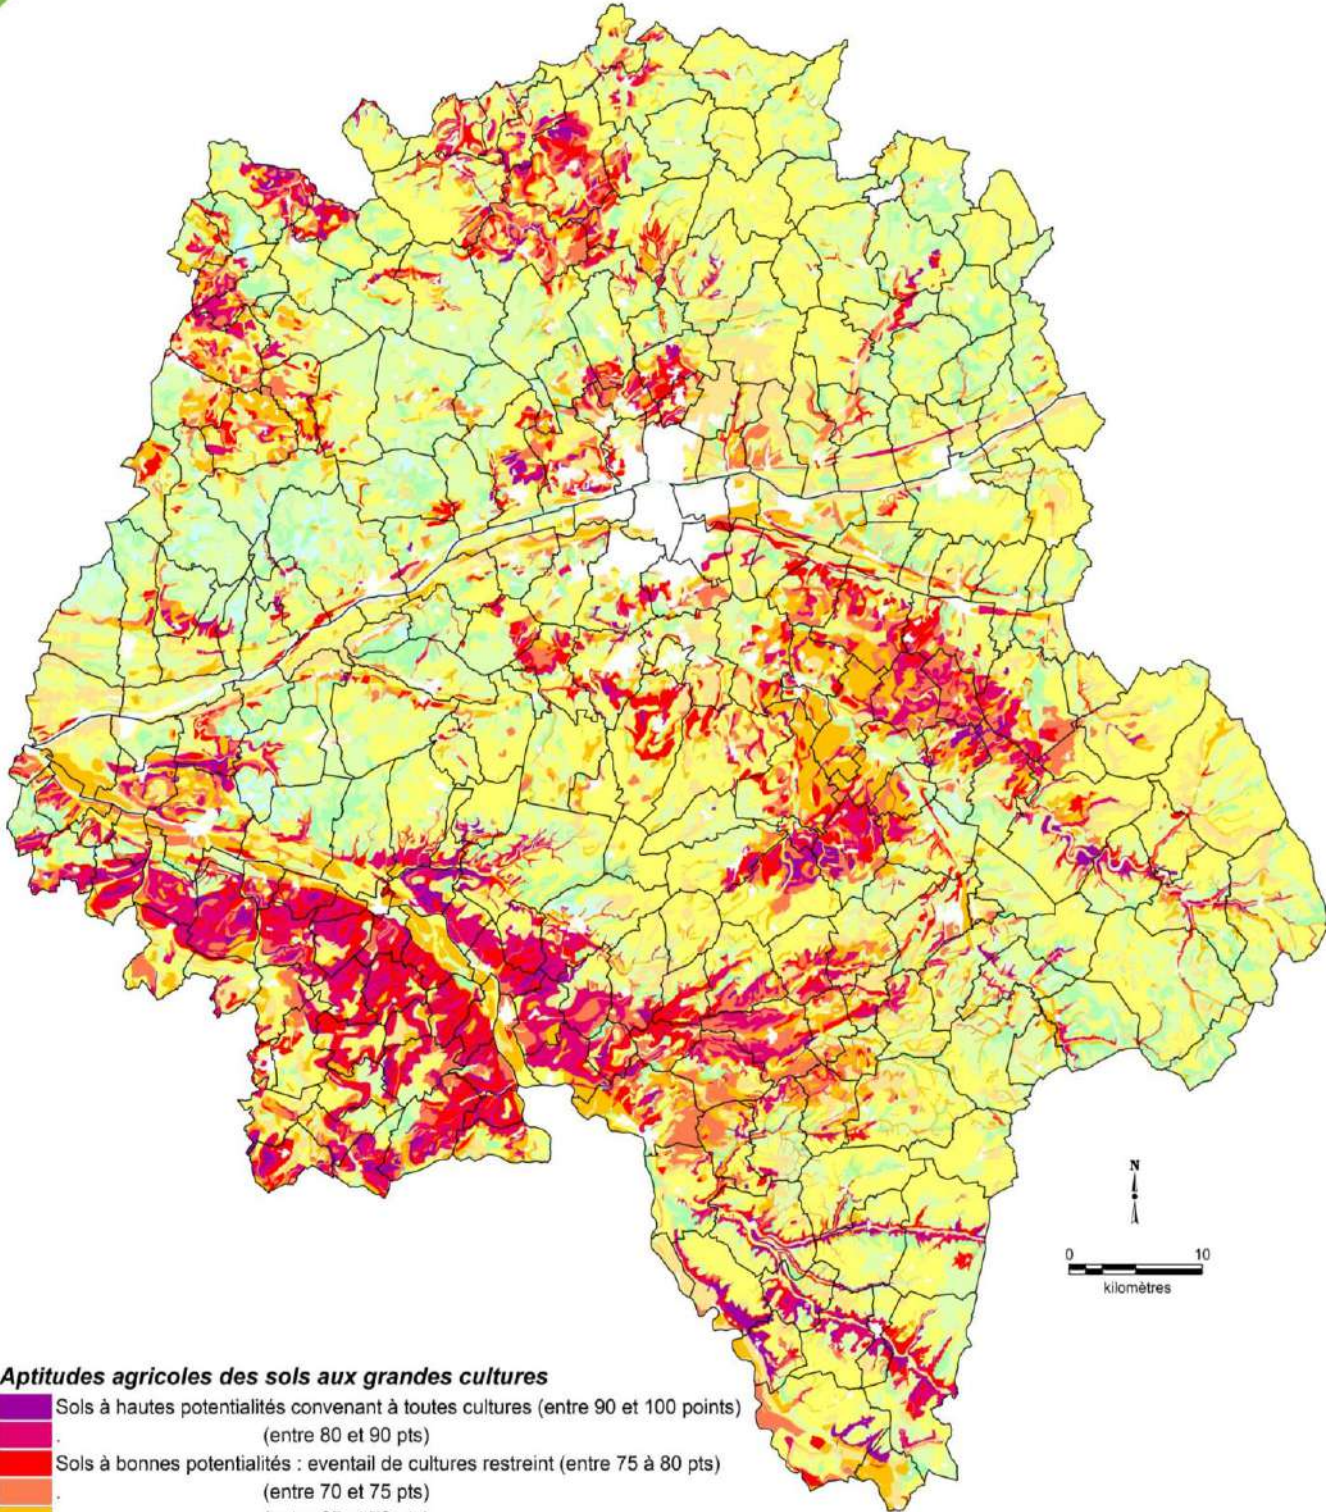 N
0 10
kilomètres
Aptitudes agricoles des sols aux grandes cultures
Sols à hautes potentialités convenant à toutes cultures (entre 90 et 100 points)
. (entre 80 et 90 pts)
Sols à bonnes potentialités : eventail de cultures restreint (entre 75 à 80 pts)
. (entre 70 et 75 pts)